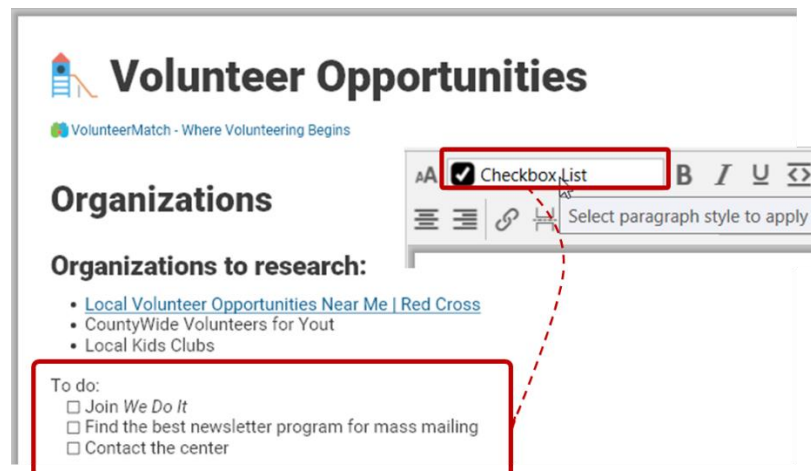 Volunteer Opportunities
VolunteerMatch - Where Volunteering Begins
Checkbox List
B I U <>
Select paragraph style to apply
Organizations
Organizations to research:
• Local Volunteer Opportunities Near Me | Red Cross
• CountyWide Volunteers for Yout
• Local Kids Clubs
To do:
☐ Join We Do It
☐ Find the best newsletter program for mass mailing
☐ Contact the center